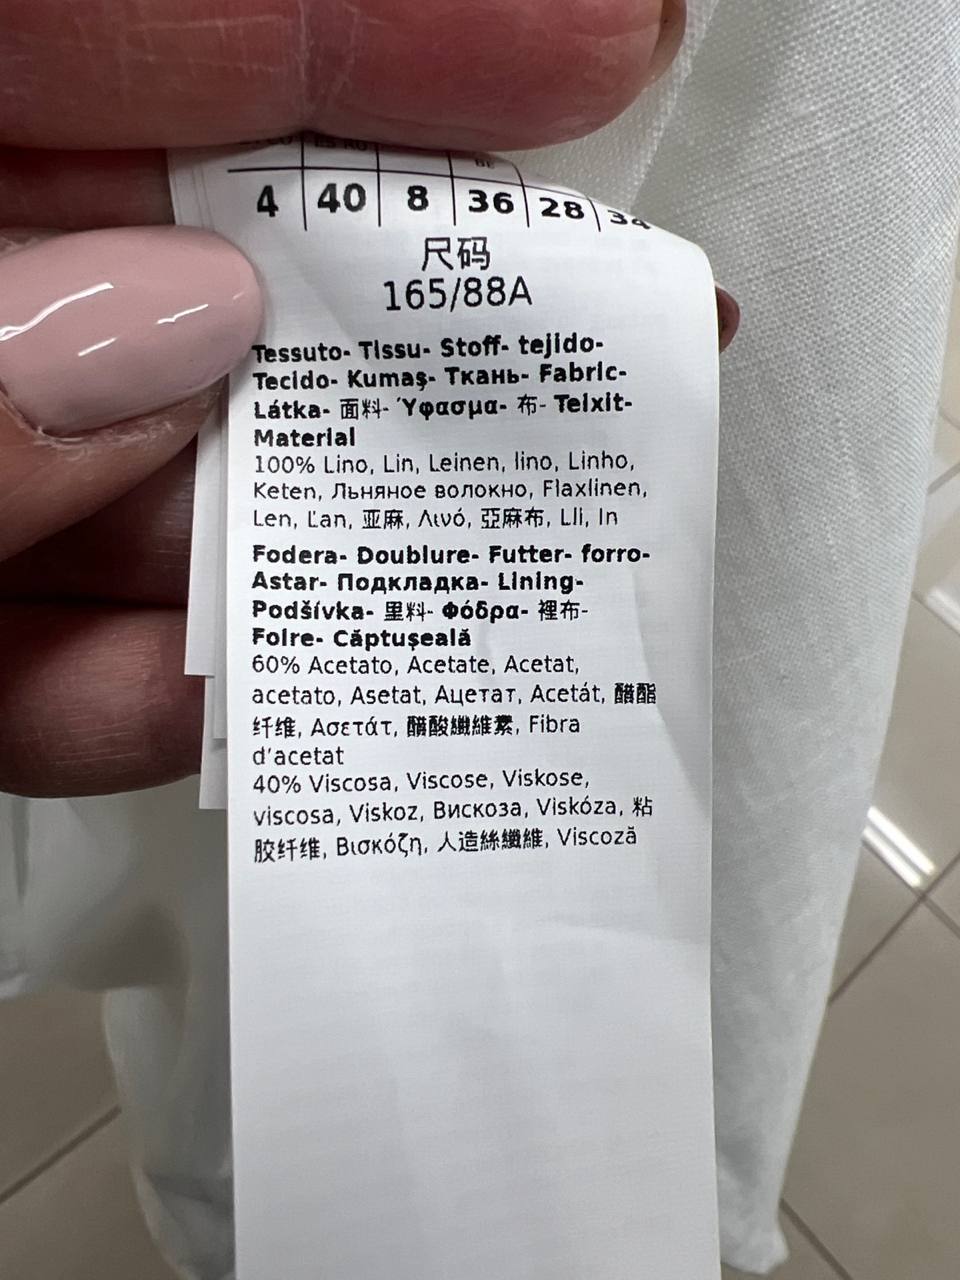 ES RU
BE
4 40 8 36 28 34
尺码
165/88A
Tessuto- Tissu- Stoff- tejido-
Tecido- Kumaş- Ткань- Fabric-
Látka- 面料- Ύφασμα- 布- Teixit-
Material
100% Lino, Lin, Leinen, lino, Linho,
Keten, Льняное волокно, Flaxlinen,
Len, Ľan, 亚麻, Λινό, 亞麻布, Lli, In
Fodera- Doublure- Futter- forro-
Astar- Подкладка- Lining-
Podšívka- 里料- Φόδρα- 裡布-
Folre- Căptuşeală
60% Acetato, Acetate, Acetat,
acetato, Asetat, Ацетат, Acetát, 醋酯
纤维, Ασετάτ, 醋酸纖維素, Fibra
d'acetat
40% Viscosa, Viscose, Viskose,
viscosa, Viskoz, Вискоза, Viskóza, 粘
胶纤维, Βισκόζη, 人造絲纖維, Viscoză